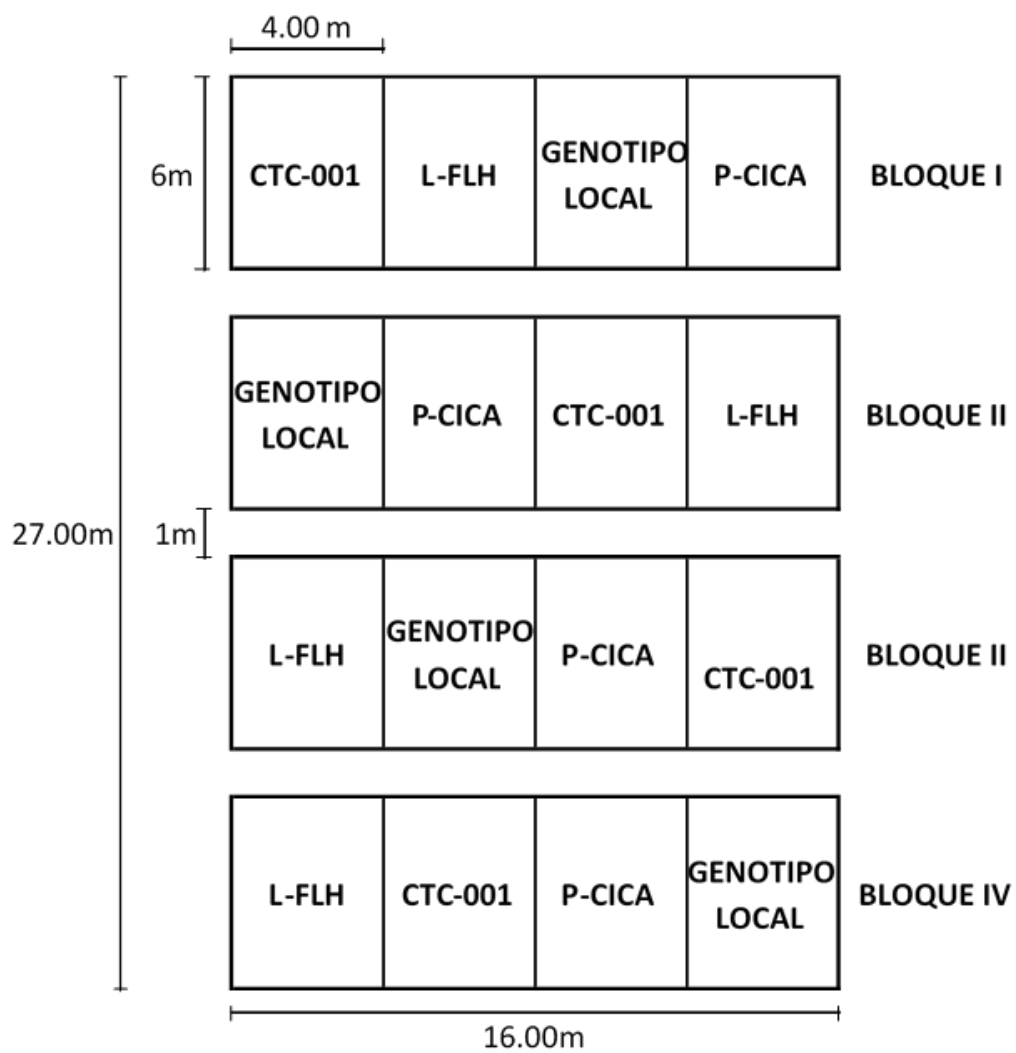 4.00 m
6m
CTC-001
L-FLH
GENOTIPO
LOCAL
P-CICA
BLOQUE I
GENOTIPO
LOCAL
P-CICA
CTC-001
L-FLH
BLOQUE II
27.00m
1m
L-FLH
GENOTIPO
LOCAL
P-CICA
CTC-001
BLOQUE II
L-FLH
CTC-001
P-CICA
GENOTIPO
LOCAL
BLOQUE IV
16.00m